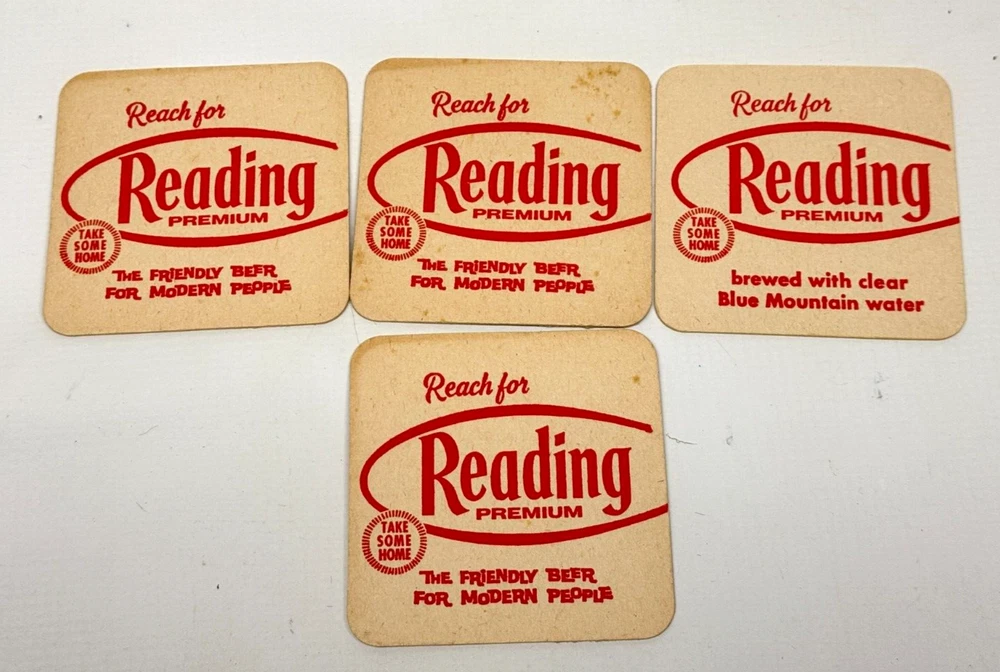 Reach for
Reading
PREMIUM
TAKE
SOME
HOME
THE FRIENDLY BEER
FOR MODERN PEOPLE
Reach for
Reading
PREMIUM
TAKE
SOME
HOME
THE FRIENDLY BEER
FOR MODERN PEOPLE
Reach for
Reading
PREMIUM
TAKE
SOME
HOME
brewed with clear
Blue Mountain water
Reach for
Reading
PREMIUM
TAKE
SOME
HOME
THE FRIENDLY BEER
FOR MODERN PEOPLE